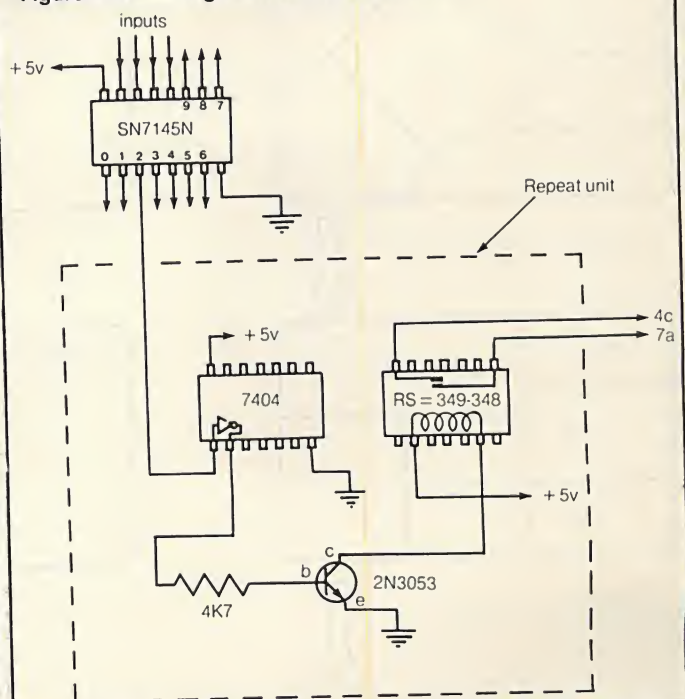 inputs
+ 5v
9 8 7
SN7145N
0 1 2 3 4 5 6
Repeat unit
4c
7a
+ 5v
7404
RS = 349-348
+ 5v
c
b
2N3053
e
4K7